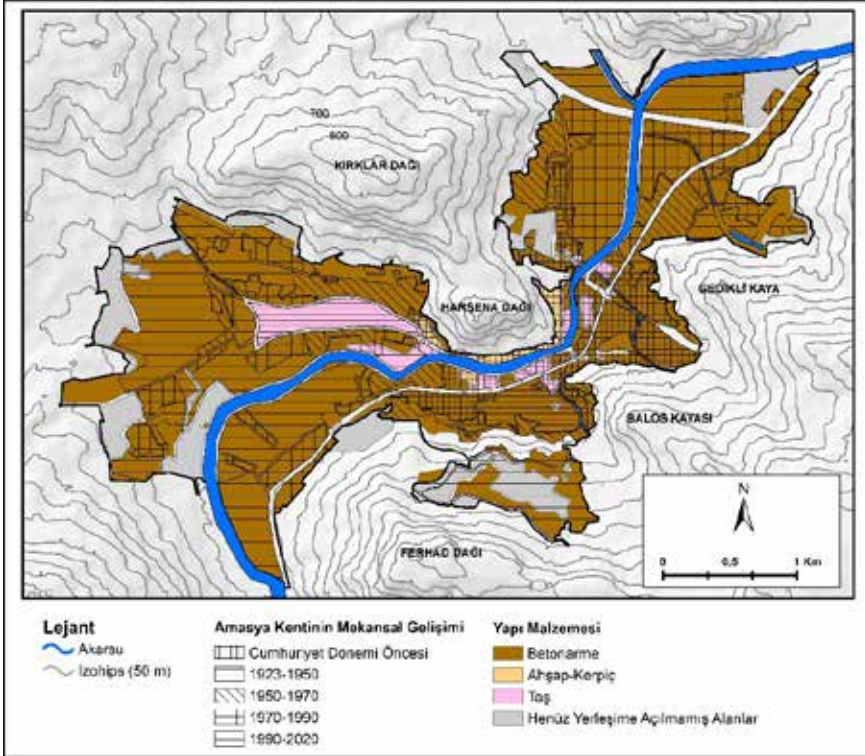 700
800
KIRKLAR DAĞI
HARŞENA DAĞI
GEDİKLİ KAYA
BALOS KAYASI
FERHAD DAĞI
N
0 0,5 1 Km
Lejant
Akarsu
İzohips (50 m)
Amasya Kentinin Mekansal Gelişimi
Cumhuriyet Dönemi Öncesi
1923-1950
1950-1970
1970-1990
1990-2020
Yapı Malzemesi
Betonarme
Ahşap-Kerpiç
Taş
Henüz Yerleşime Açılmamış Alanlar